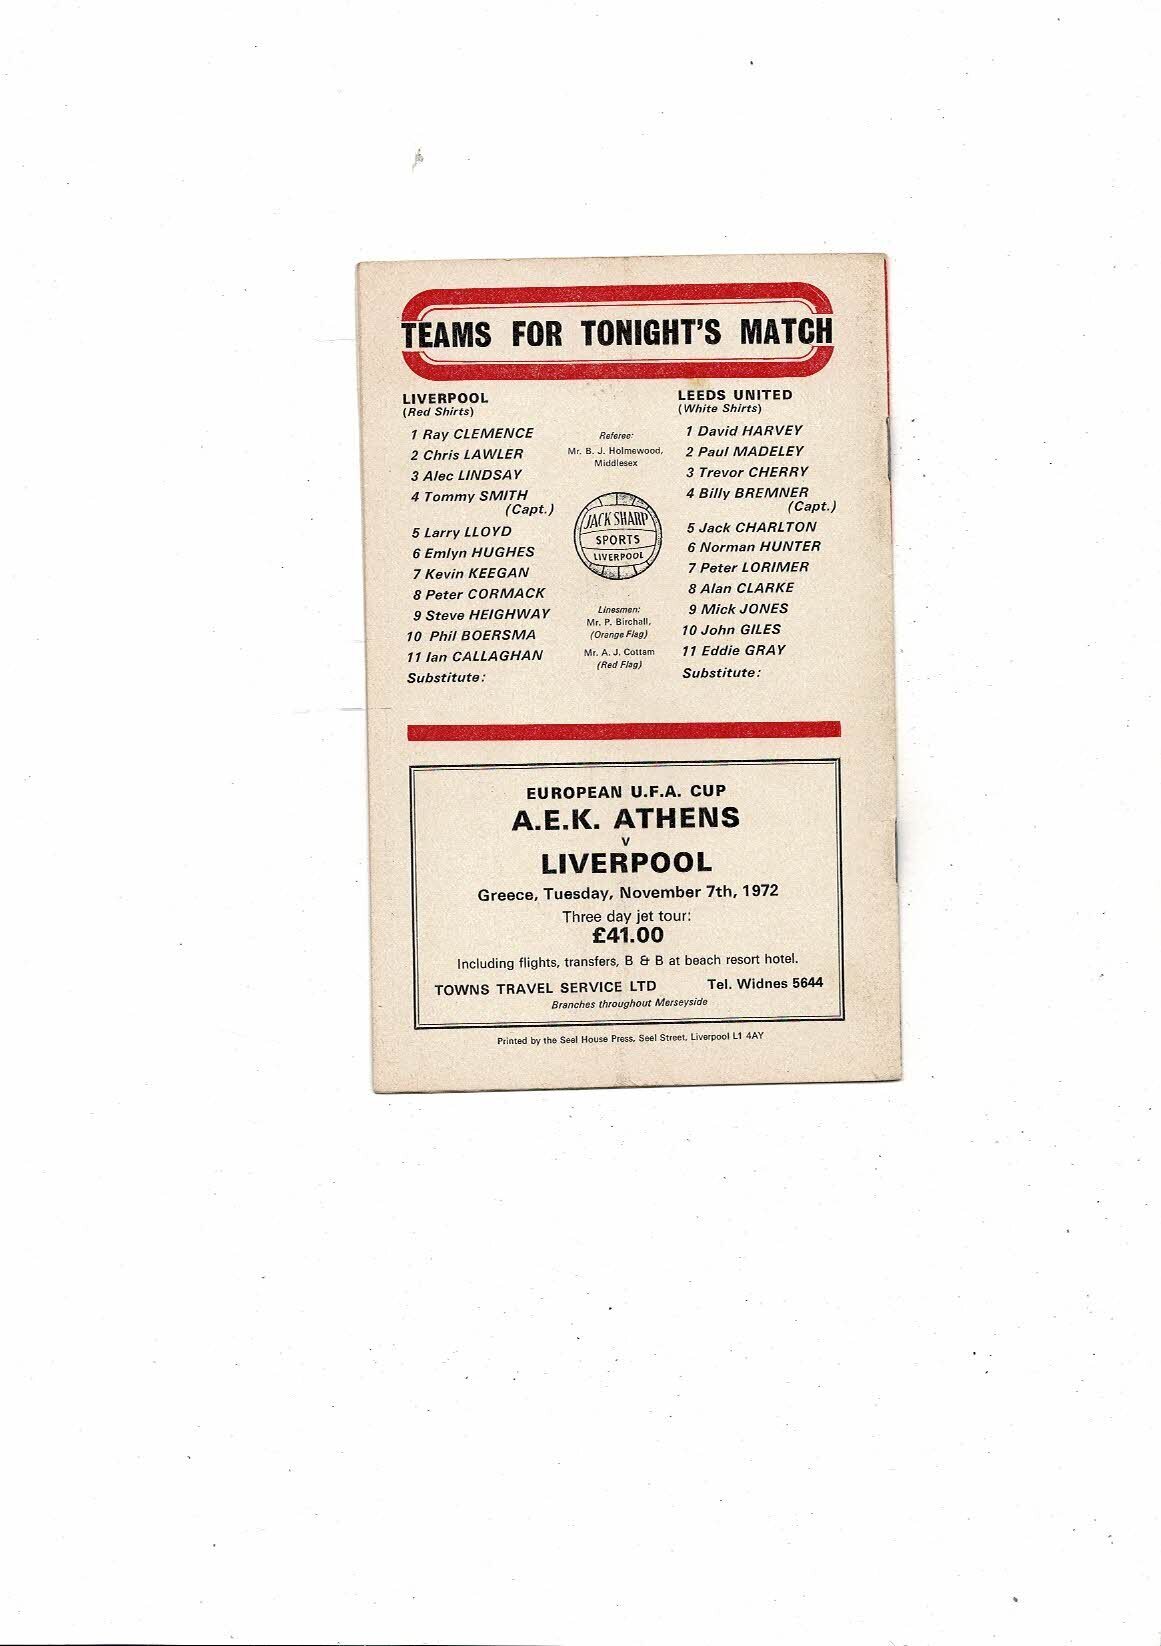 TEAMS FOR TONIGHT'S MATCH
LIVERPOOL
(Red Shirts)
1 Ray CLEMENCE
2 Chris LAWLER
3 Alec LINDSAY
4 Tommy SMITH
(Capt.)
5 Larry LLOYD
6 Emlyn HUGHES
7 Kevin KEEGAN
8 Peter CORMACK
9 Steve HEIGHWAY
10 Phil BOERSMA
11 Ian CALLAGHAN
Substitute:
Referee:
Mr. B. J. Holmewood,
Middlesex
JACK SHARP
SPORTS
LIVERPOOL
Linesmen:
Mr. P. Birchall,
(Orange Flag)
Mr. A. J. Cottam
(Red Flag)
LEEDS UNITED
(White Shirts)
1 David HARVEY
2 Paul MADELEY
3 Trevor CHERRY
4 Billy BREMNER
(Capt.)
5 Jack CHARLTON
6 Norman HUNTER
7 Peter LORIMER
8 Alan CLARKE
9 Mick JONES
10 John GILES
11 Eddie GRAY
Substitute:
EUROPEAN U.F.A. CUP
A.E.K. ATHENS
v
LIVERPOOL
Greece, Tuesday, November 7th, 1972
Three day jet tour:
£41.00
Including flights, transfers, B & B at beach resort hotel.
TOWNS TRAVEL SERVICE LTD Tel. Widnes 5644
Branches throughout Merseyside
Printed by the Seel House Press, Seel Street, Liverpool L1 4AY